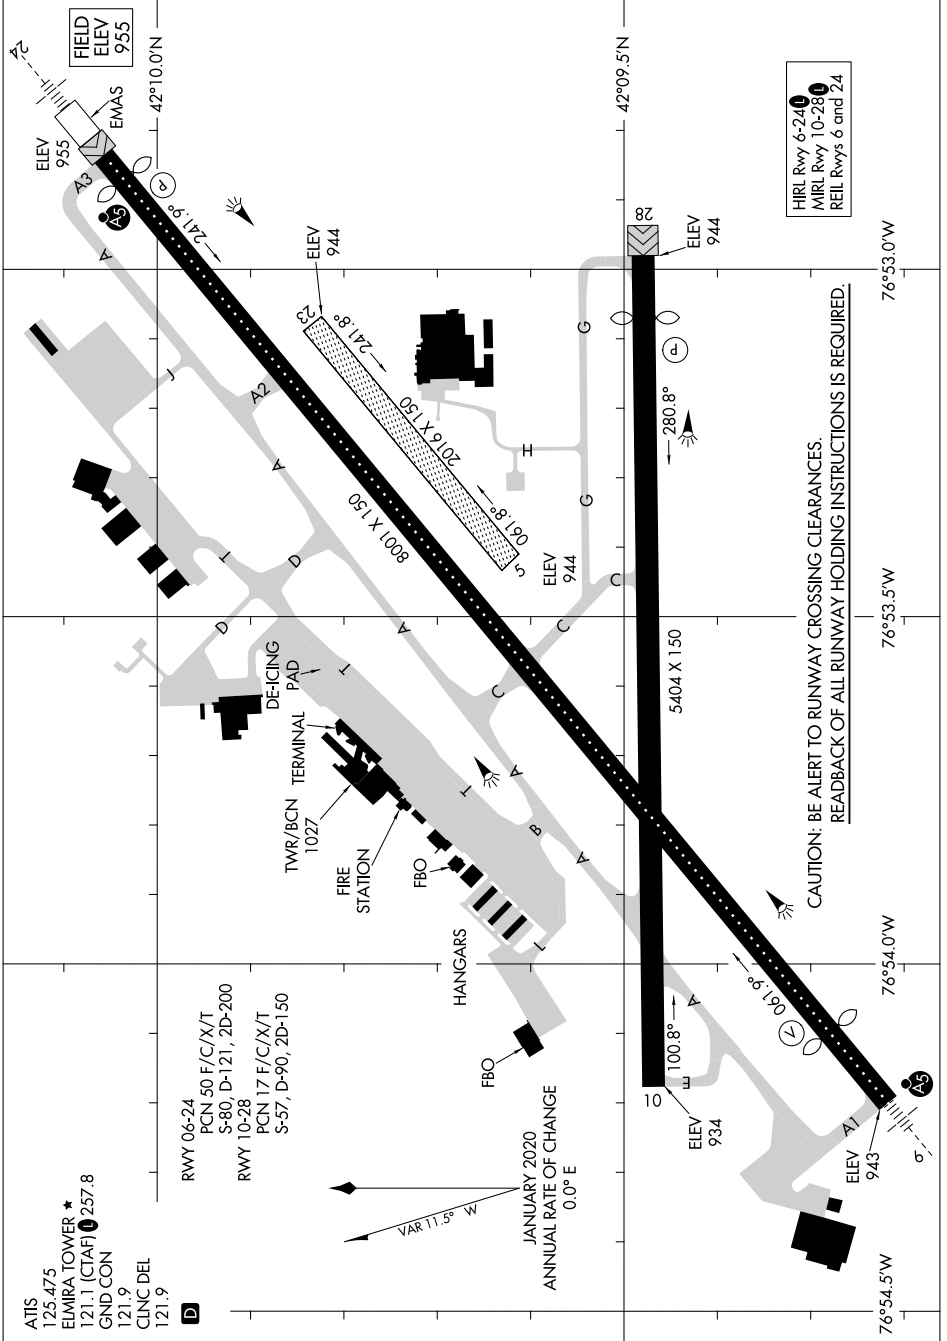 ATIS
125.475
ELMIRA TOWER ★
121.1 (CTAF) L 257.8
GND CON
121.9
CLNC DEL
121.9
D
RWY 06-24
PCN 50 F/C/X/T
S-80, D-121, 2D-200
RWY 10-28
PCN 17 F/C/X/T
S-57, D-90, 2D-150
VAR 11.5° W
JANUARY 2020
ANNUAL RATE OF CHANGE
0.0° E
FIELD
ELEV
955
24
EMAS
ELEV
955
A3
A5
P
241.9°
A
J
A2
A
8001 X 150
T
D
D
A
DE-ICING
PAD
T
TERMINAL
TWR/BCN
1027
FIRE
STATION
FBO
T
A
B
A
C
C
C
HANGARS
L
FBO
ELEV
944
23
241.8°
2016 X 150
061.8°
5
ELEV
944
H
G
G
28
ELEV
944
P
280.8°
5404 X 150
A
100.8°
E
10
ELEV
934
061.9°
V
A1
ELEV
943
A5
6
HIRL Rwy 6-24 L
MIRL Rwy 10-28 L
REIL Rwys 6 and 24
CAUTION: BE ALERT TO RUNWAY CROSSING CLEARANCES.
READBACK OF ALL RUNWAY HOLDING INSTRUCTIONS IS REQUIRED.
42°10.0'N
42°09.5'N
76°53.0'W
76°53.5'W
76°54.0'W
76°54.5'W